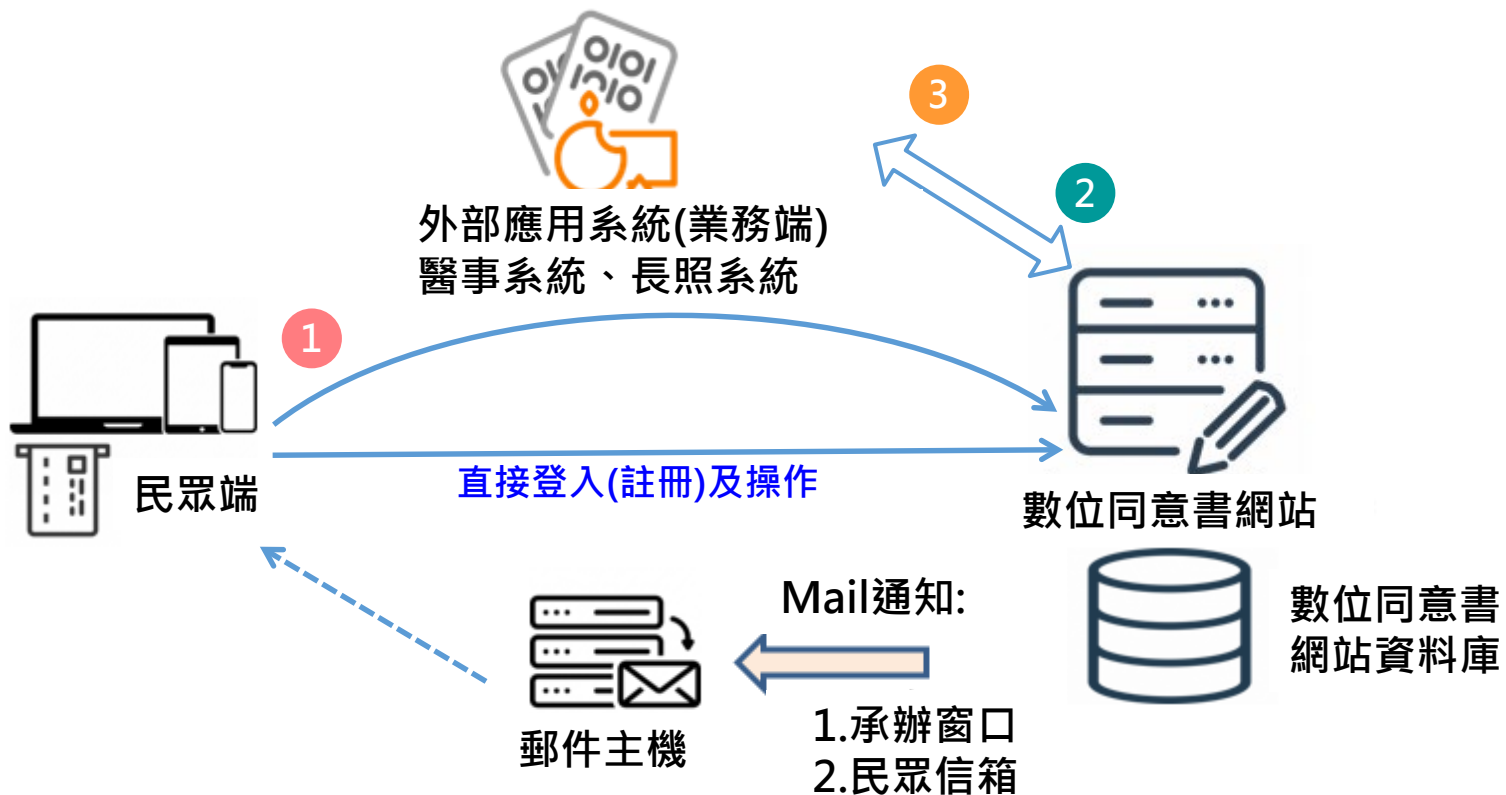 3
2
外部應用系統(業務端)
醫事系統、長照系統
1
直接登入(註冊)及操作
民眾端
數位同意書網站
Mail通知:
數位同意書
網站資料庫
1.承辦窗口
2.民眾信箱
郵件主機